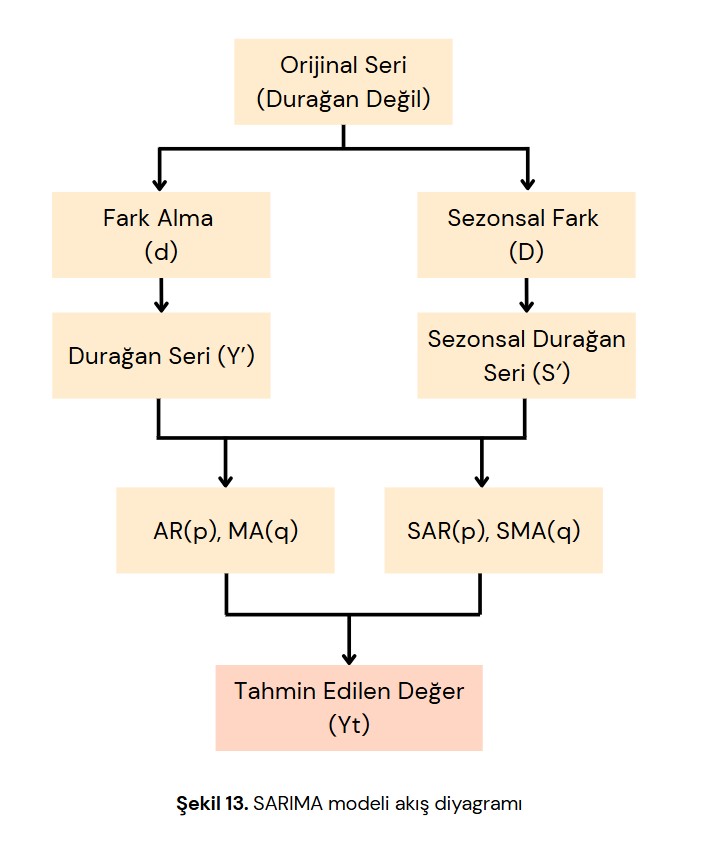 Orijinal Seri
(Durağan Değil)
Fark Alma
(d)
Sezonsal Fark
(D)
Durağan Seri (Y’)
Sezonsal Durağan
Seri (S’)
AR(p), MA(q)
SAR(p), SMA(q)
Tahmin Edilen Değer
(Yt)
Şekil 13. SARIMA modeli akış diyagramı